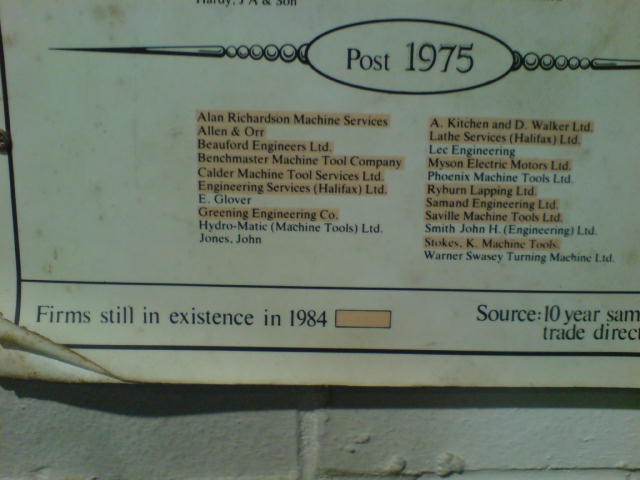 Hardy, J A & Son
Post 1975
Alan Richardson Machine Services
Allen & Orr
Beauford Engineers Ltd.
Benchmaster Machine Tool Company
Calder Machine Tool Services Ltd.
Engineering Services (Halifax) Ltd.
E. Glover
Greening Engineering Co.
Hydro-Matic (Machine Tools) Ltd.
Jones, John
A. Kitchen and D. Walker Ltd.
Lathe Services (Halifax) Ltd.
Lec Engineering
Myson Electric Motors Ltd.
Phoenix Machine Tools Ltd.
Ryburn Lapping Ltd.
Samand Engineering Ltd.
Saville Machine Tools Ltd.
Smith John H. (Engineering) Ltd.
Stokes, K. Machine Tools.
Warner Swasey Turning Machine Ltd.
Firms still in existence in 1984
Source: 10 year sam
trade direct